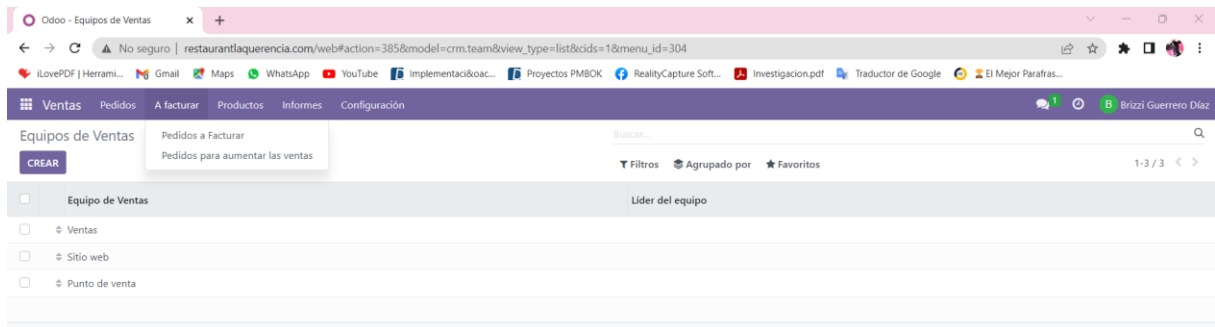 Odoo - Equipos de Ventas
No seguro | restaurantlaquerencia.com/web#action=385&model=crm.team&view_type=list&cids=1&menu_id=304
iLovePDF | Herrami... Gmail Maps WhatsApp YouTube Implementaci&oac... Proyectos PMBOK RealityCapture Soft... Investigacion.pdf Traductor de Google El Mejor Parafras...
Ventas Pedidos A facturar Productos Informes Configuración 1 B Brizzi Guerrero Díaz
Equipos de Ventas Pedidos a Facturar Buscar...
CREAR Pedidos para aumentar las ventas Filtros Agrupado por Favoritos 1-3 / 3
Equipo de Ventas Líder del equipo
Ventas
Sitio web
Punto de venta